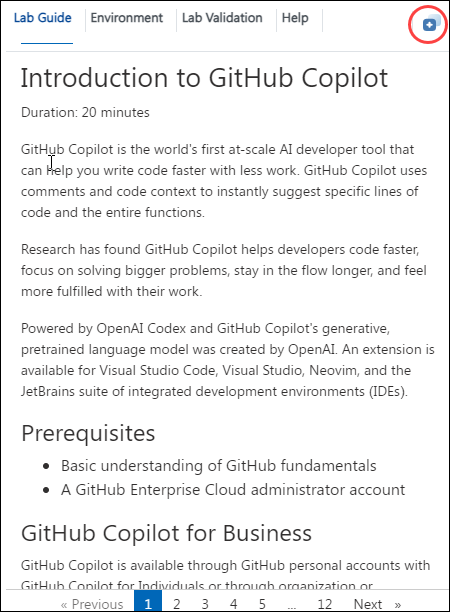 Lab Guide Environment Lab Validation Help
Introduction to GitHub Copilot
Duration: 20 minutes
GitHub Copilot is the world's first at-scale AI developer tool that
can help you write code faster with less work. GitHub Copilot uses
comments and code context to instantly suggest specific lines of
code and the entire functions.
Research has found GitHub Copilot helps developers code faster,
focus on solving bigger problems, stay in the flow longer, and feel
more fulfilled with their work.
Powered by OpenAI Codex and GitHub Copilot's generative,
pretrained language model was created by OpenAI. An extension is
available for Visual Studio Code, Visual Studio, Neovim, and the
JetBrains suite of integrated development environments (IDEs).
Prerequisites
• Basic understanding of GitHub fundamentals
• A GitHub Enterprise Cloud administrator account
GitHub Copilot for Business
GitHub Copilot is available through GitHub personal accounts with
GitHub Copilot for Individuals or through organization or
« Previous 1 2 3 4 5 ... 12 Next »